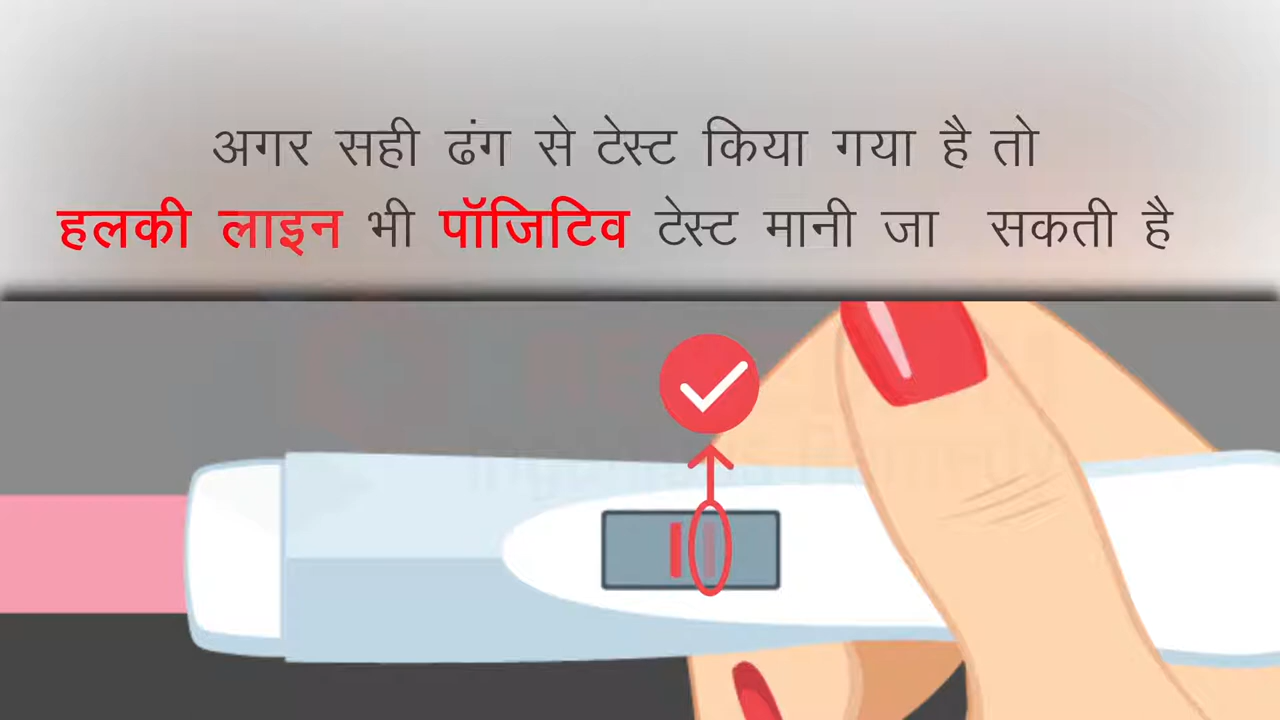 अगर सही ढंग से टेस्ट किया गया है तो
हलकी लाइन भी पॉजिटिव टेस्ट मानी जा सकती है